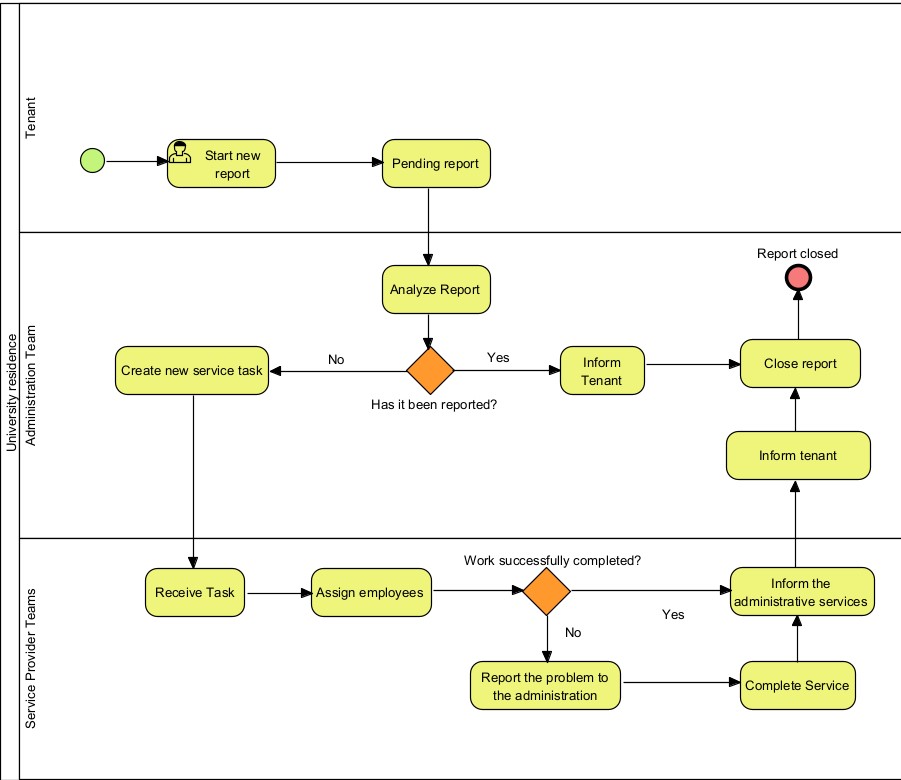 University residence
Tenant
Start new
report
Pending report
Administration Team
Report closed
Analyze Report
Create new service task
No
Yes
Has it been reported?
Inform
Tenant
Close report
Inform tenant
Service Provider Teams
Work successfully completed?
Receive Task
Assign employees
Yes
No
Inform the
administrative services
Report the problem to
the administration
Complete Service